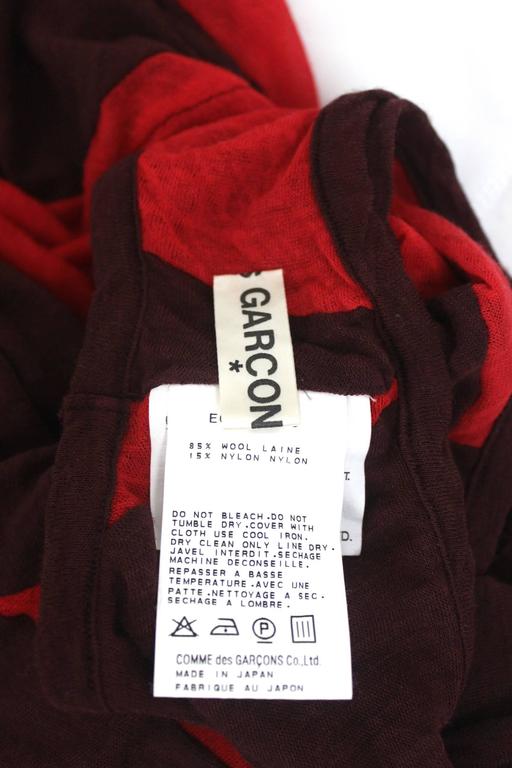 S GARCON
*
85% WOOL LAINE
15% NYLON NYLON
DO NOT BLEACH.DO NOT
TUMBLE DRY.COVER WITH
CLOTH USE COOL IRON.
DRY CLEAN ONLY LINE DRY.
JAVEL INTERDIT.SECHAGE
MACHINE DECONSEILLE.
REPASSER A BASSE
TEMPERATURE.AVEC UNE
PATTE.NETTOYAGE A SEC.
SECHAGE A LOMBRE.
P
COMME des GARÇONS Co.,Ltd.
MADE IN JAPAN
FABRIQUE AU JAPON